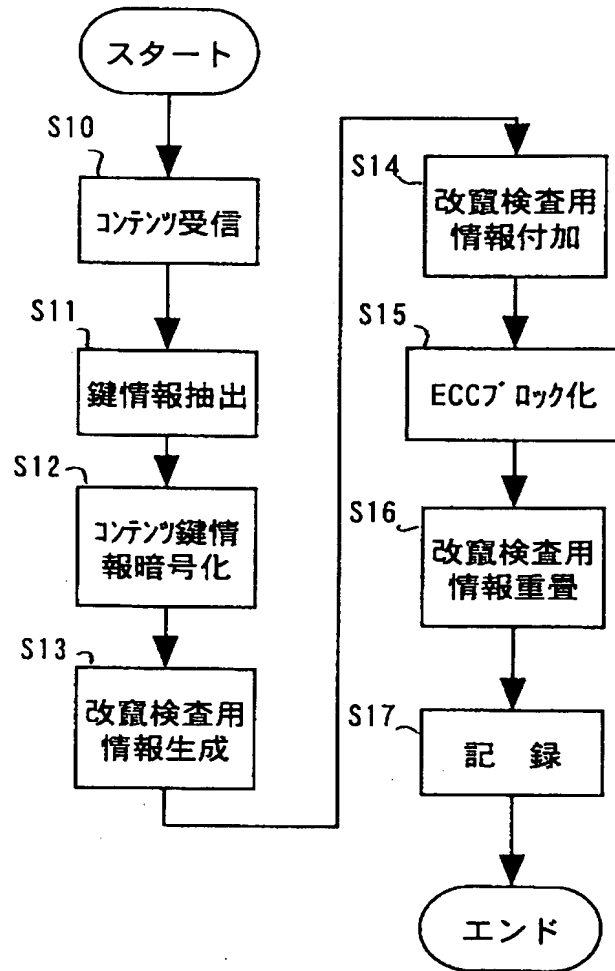 スタート
S10
コンテンツ受信
S11
鍵情報抽出
S12
コンテンツ鍵情
報暗号化
S13
改竄検査用
情報生成
S14
改竄検査用
情報付加
S15
ECCブロック化
S16
改竄検査用
情報重畳
S17
記　録
エンド